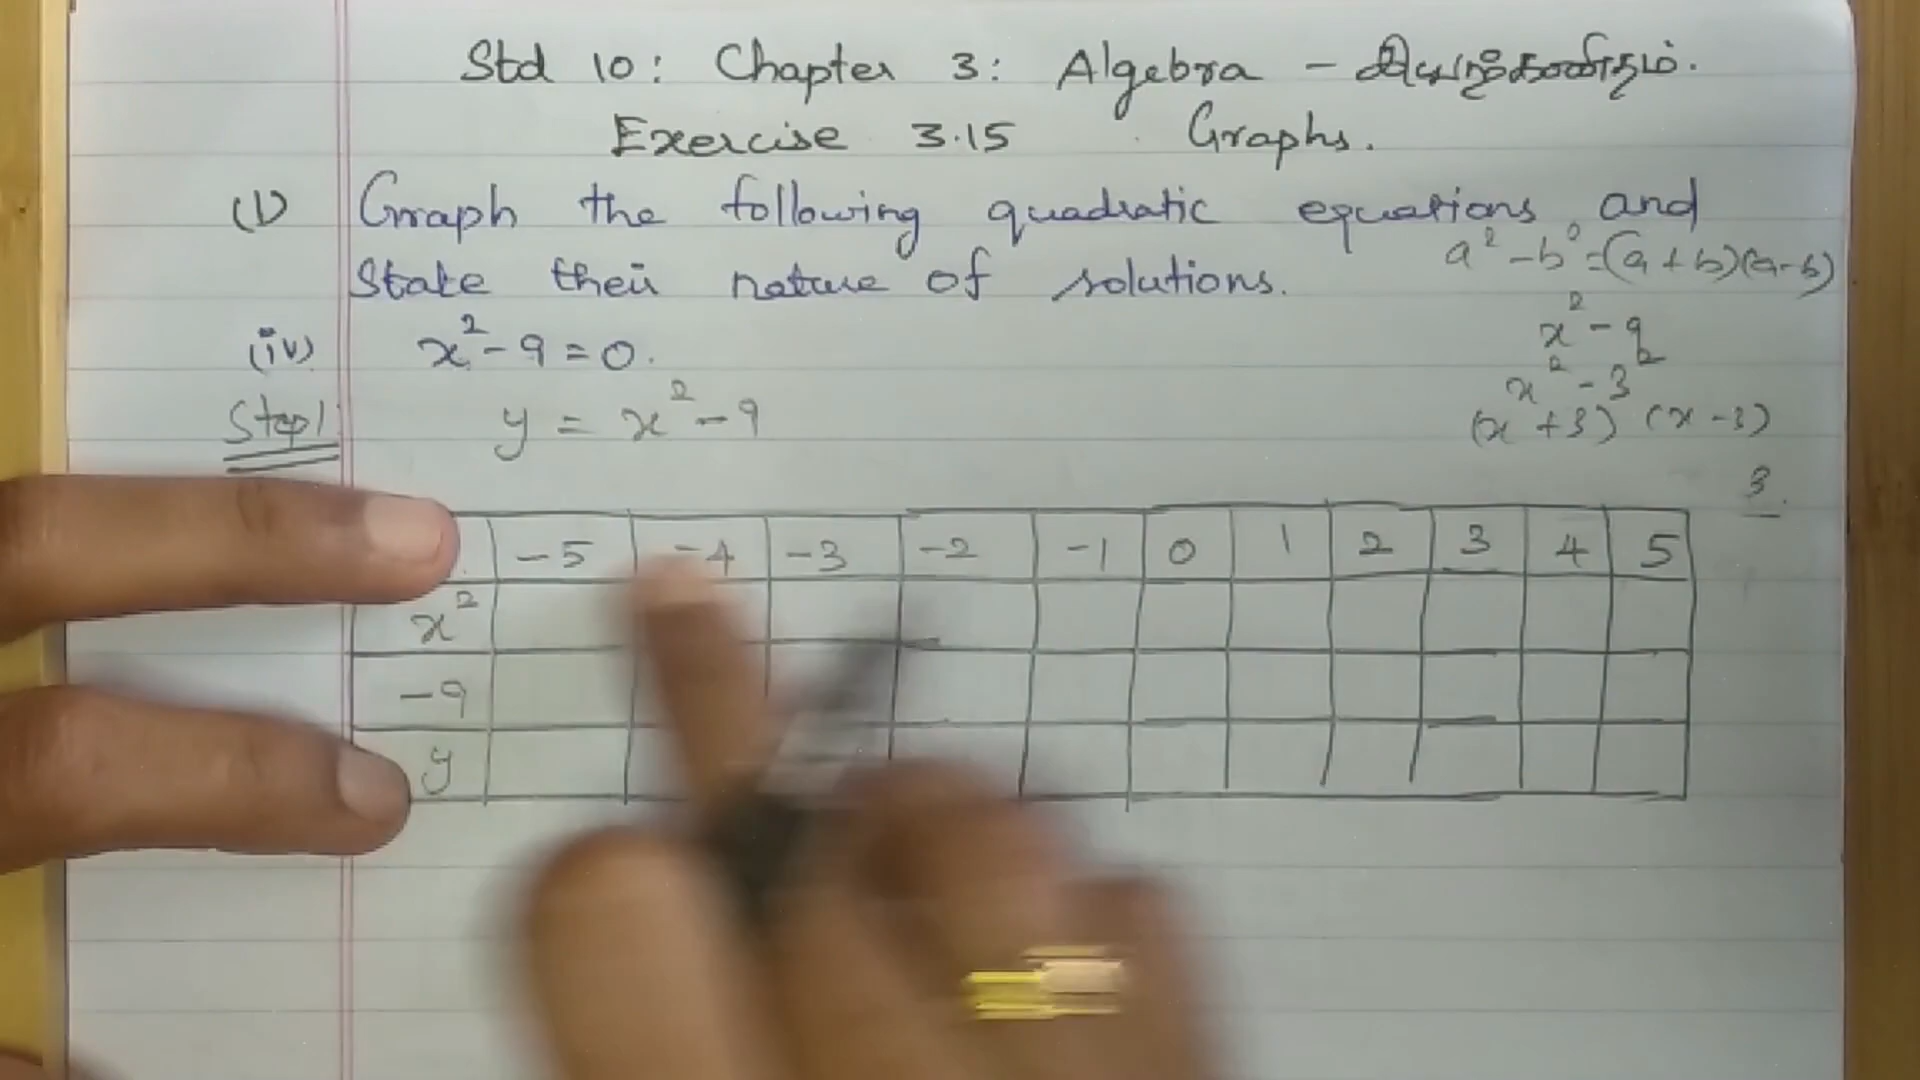 Std 10: Chapter 3: Algebra - இயற்கணிதம்.
Exercise 3.15 Graphs.
(1) Graph the following quadratic equations and
State their nature of solutions.
a² - b² = (a + b)(a - b)
(iv) x² - 9 = 0.
x² - 9
x² - 3²
Step 1 y = x² - 9
(x + 3) (x - 3)
3
-5 -4 -3 -2 -1 0 1 2 3 4 5
x²
-9
y